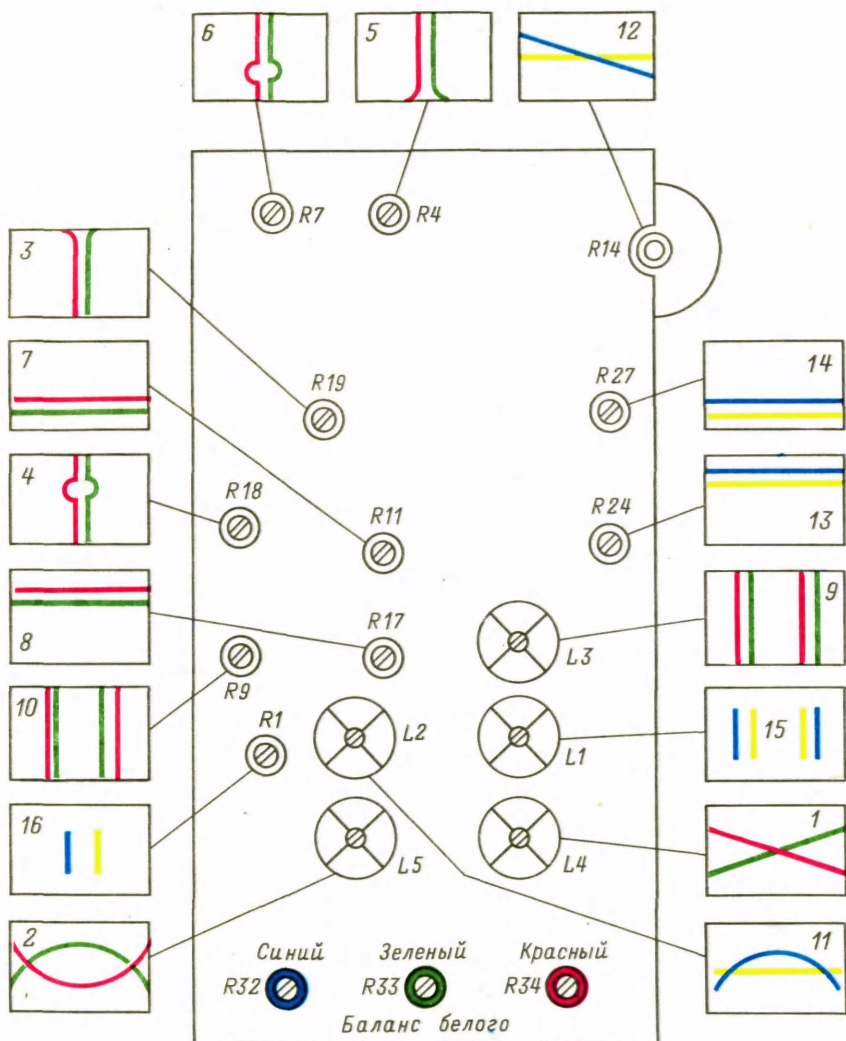 6
5
12
R7
R4
R14
3
7
R19
R27
14
4
R18
R11
R24
13
8
R17
9
L3
10
R9
R1
L2
L1
15
16
L5
L4
1
2
Синий
Зеленый
Красный
11
R32
R33
R34
Баланс белого